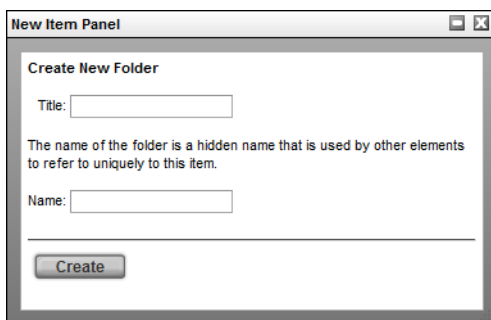 New Item Panel
Create New Folder
Title:
The name of the folder is a hidden name that is used by other elements
to refer to uniquely to this item.
Name:
Create